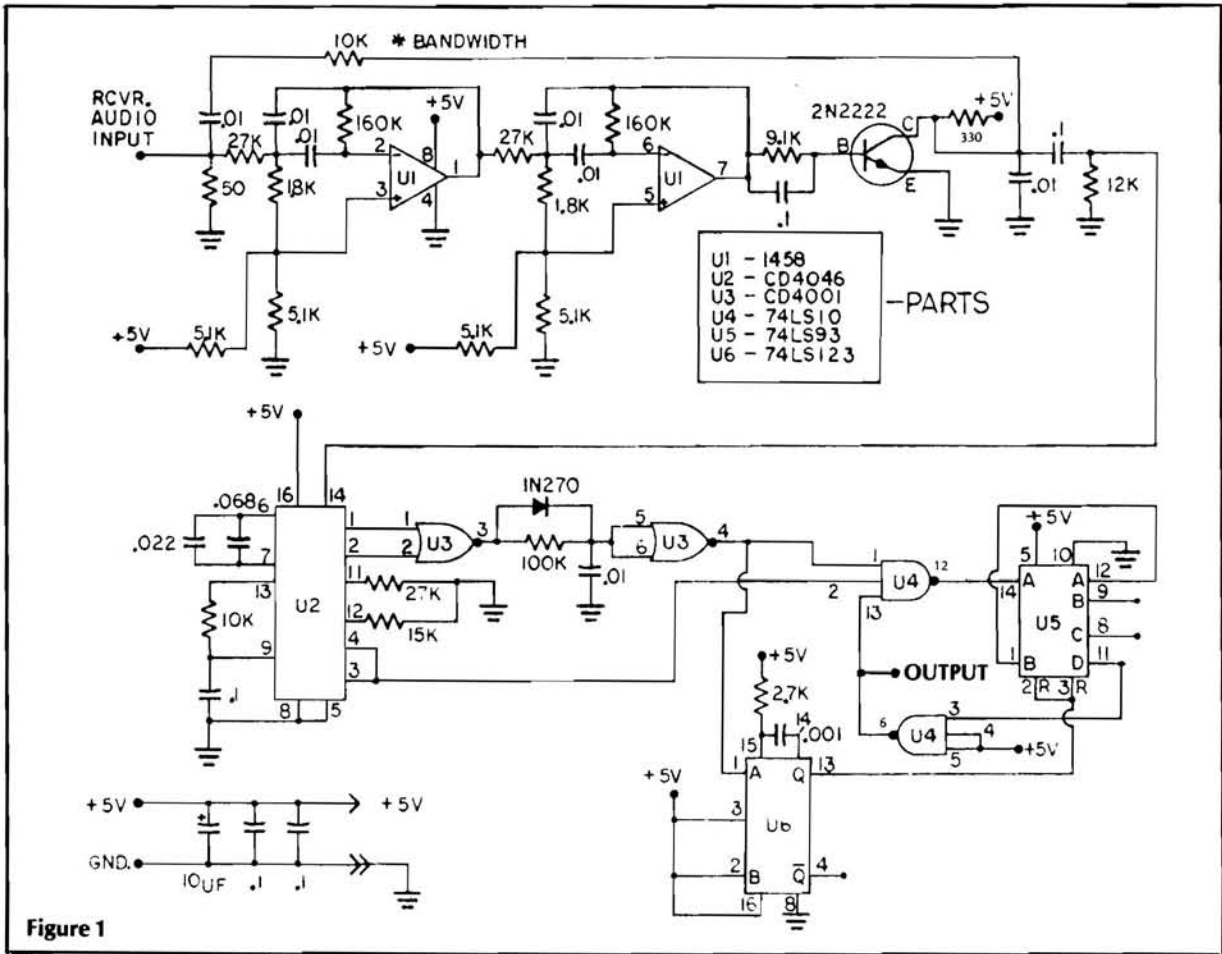 10K * BANDWIDTH
RCVR.
AUDIO
INPUT
.01 .01 .01 160K +5V
27K
50 1.8K
2 3 8 4 1 U1
5.1K
+5V 5.1K
27K .01 .01 160K
1.8K
6 5 7 U1
5.1K
+5V 5.1K
9.1K .1
2N2222
B C E
+5V
330
.1
.01 12K
U1 - 1458
U2 - CD4046
U3 - CD4001
U4 - 74LS10
U5 - 74LS93
U6 - 74LS123
- PARTS
+5V
16 14
.068 6
.022 7
13
10K
9
.1
8 5
U2
1 2 11 12 4 3
27K
15K
1 2 U3 3
1N270
100K
.01
5 6 U3 4
1 2 13 U4 12
OUTPUT
6 U4 3 4 5
+5V
+5V
5 10
14 A A 12
B 9
C 8
U5
1 B D 11
2 R 3 R
+5V
2.7K
14
.001
15
1 A Q 13
+5V
3
U6
2 B Q̅ 4
16 8
+5V +5V
+
GND.
10UF .1 .1
Figure 1